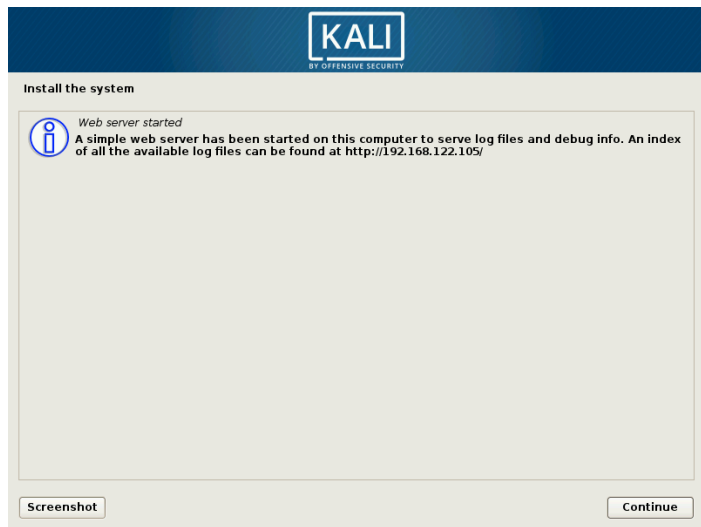 KALI
BY OFFENSIVE SECURITY
Install the system
Web server started
A simple web server has been started on this computer to serve log files and debug info. An index
of all the available log files can be found at http://192.168.122.105/
Screenshot
Continue